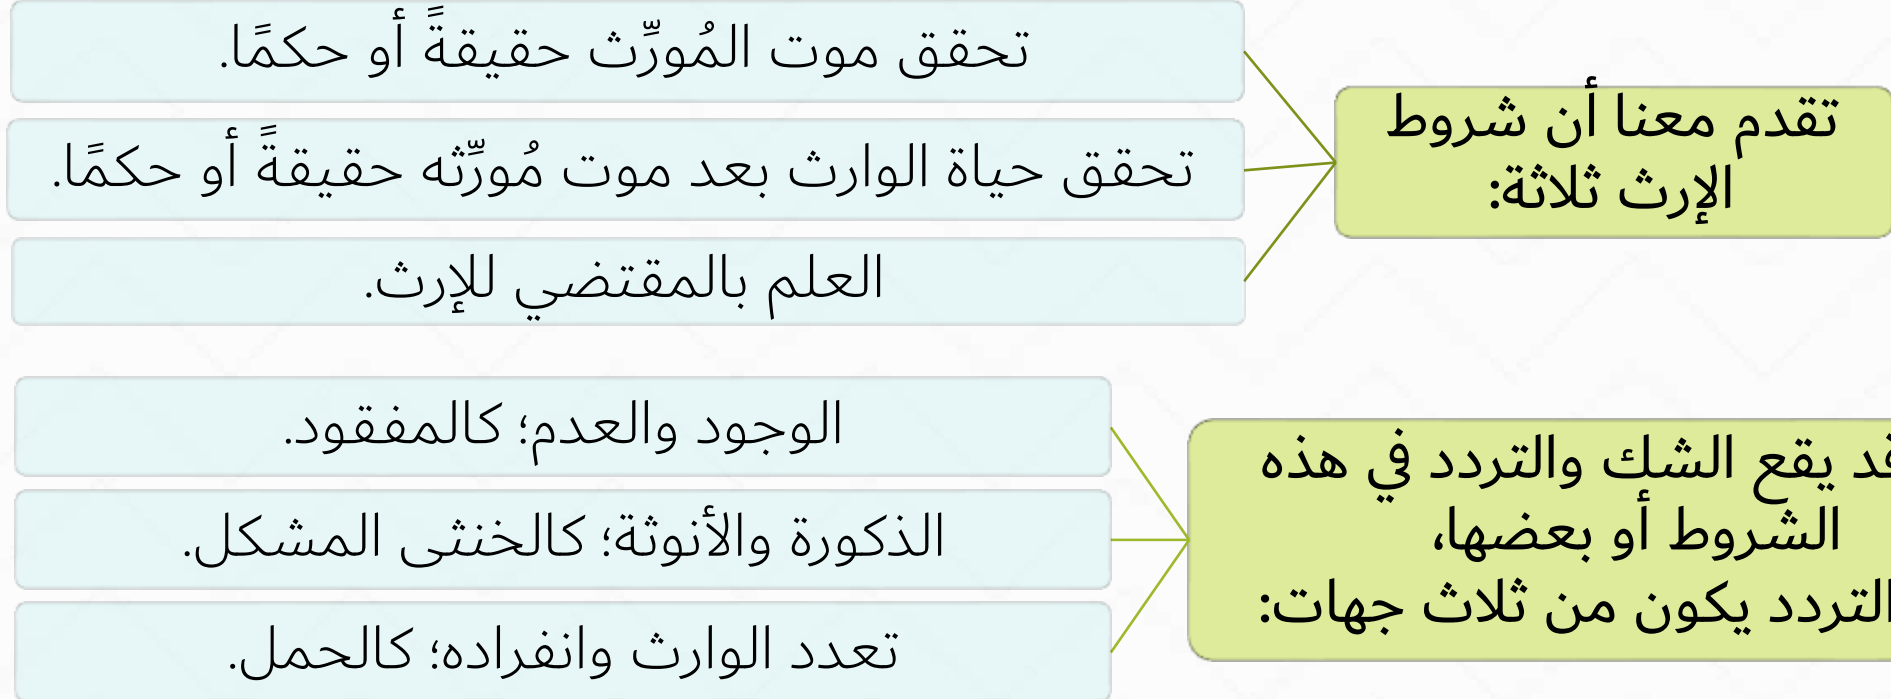 تقدم معنا أن شروط
الإرث ثلاثة:
تحقق موت المُورِّث حقيقةً أو حكمًا.
تحقق حياة الوارث بعد موت مُورِّثه حقيقةً أو حكمًا.
العلم بالمقتضي للإرث.
يقع الشك والتردد في هذه
الشروط أو بعضها،
التردد يكون من ثلاث جهات:
الوجود والعدم؛ كالمفقود.
الذكورة والأنوثة؛ كالخنثى المشكل.
تعدد الوارث وانفراده؛ كالحمل.